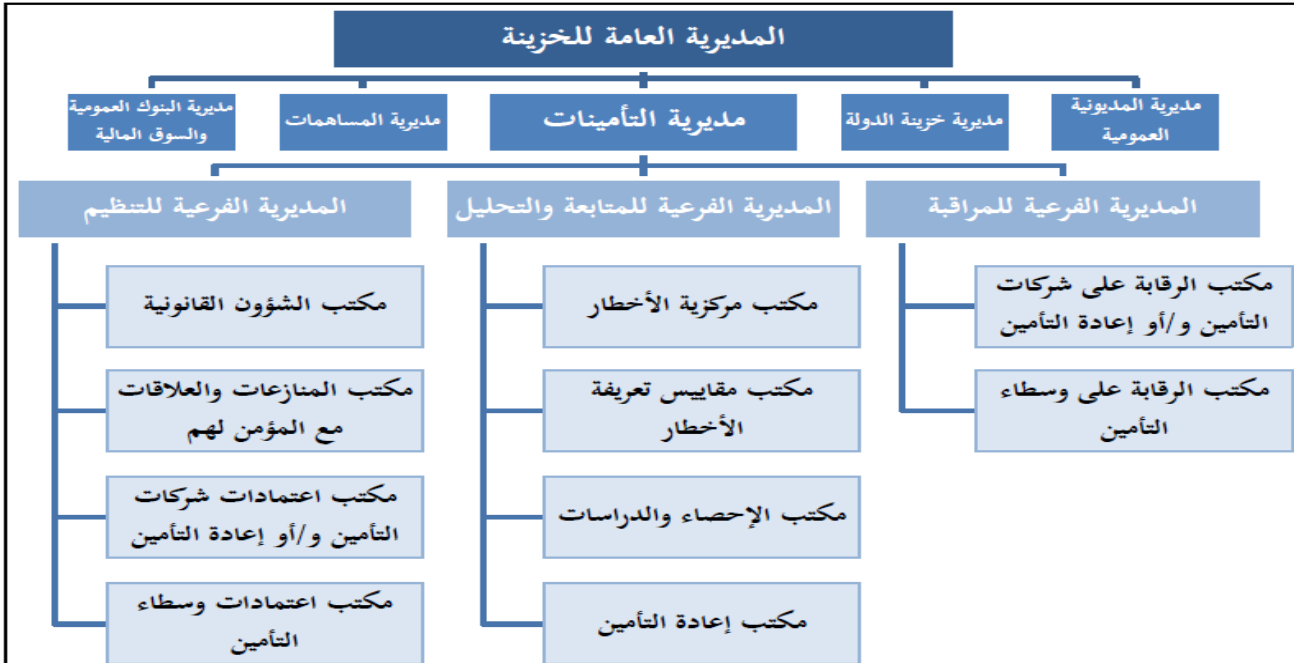 المديرية العامة للخزينة
مديرية المديونية
العمومية
مديرية خزينة الدولة
مديرية التأمينات
مديرية المساهمات
مديرية البنوك العمومية
والسوق المالية
المديرية الفرعية للمراقبة
المديرية الفرعية للمتابعة والتحليل
المديرية الفرعية للتنظيم
مكتب الرقابة على شركات
التأمين و/أو إعادة التأمين
مكتب الرقابة على وسطاء
التأمين
مكتب مركزية الأخطار
مكتب مقاييس تعريفة
الأخطار
مكتب الإحصاء والدراسات
مكتب إعادة التأمين
مكتب الشؤون القانونية
مكتب المنازعات والعلاقات
مع المؤمن لهم
مكتب اعتمادات شركات
التأمين و/أو إعادة التأمين
مكتب اعتمادات وسطاء
التأمين